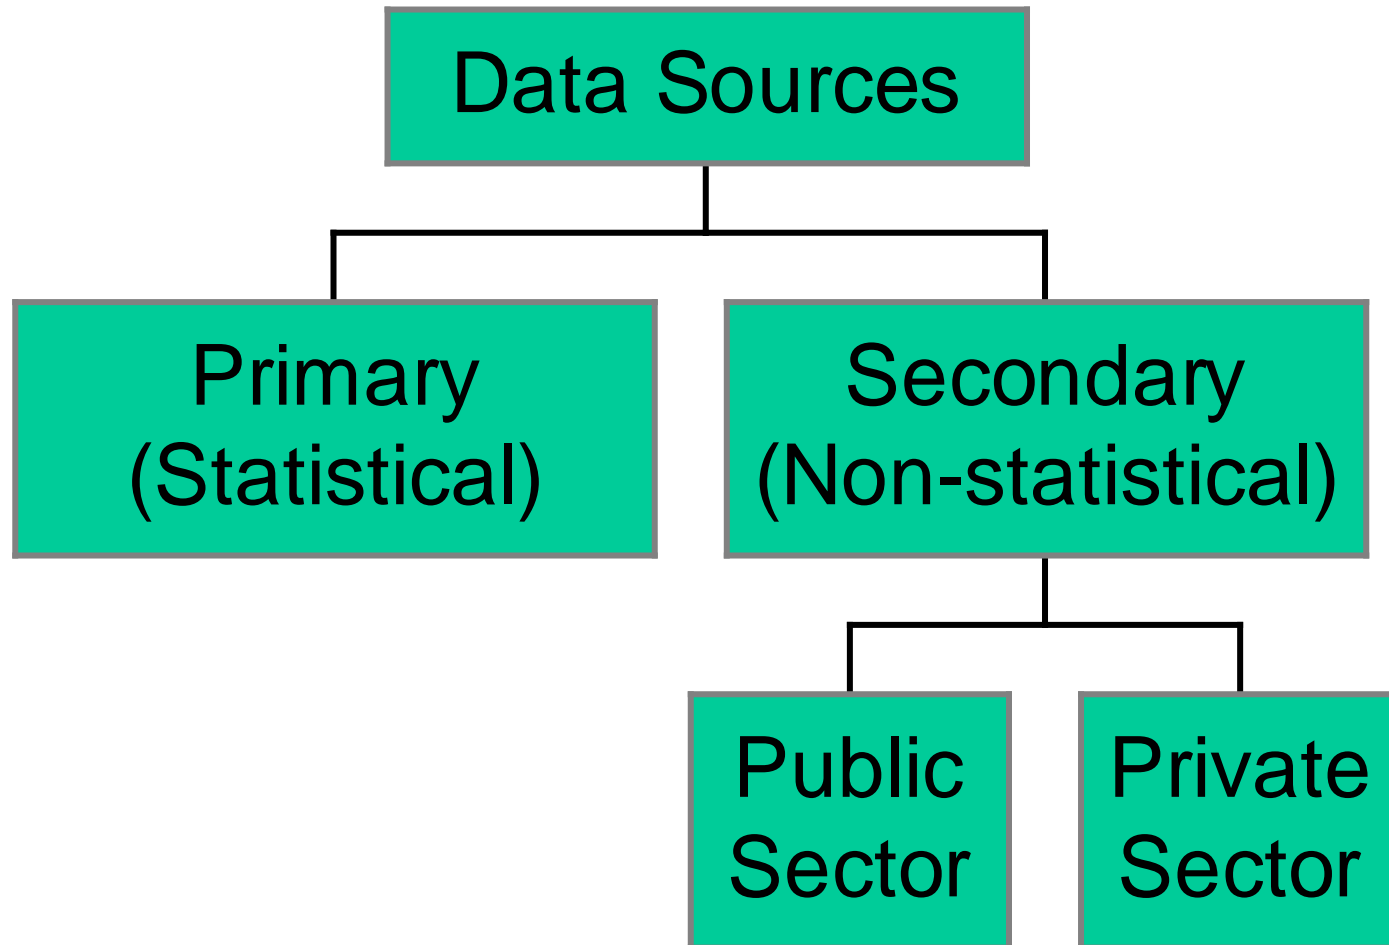 Data Sources
Primary
(Statistical)
Secondary
(Non-statistical)
Public
Sector
Private
Sector